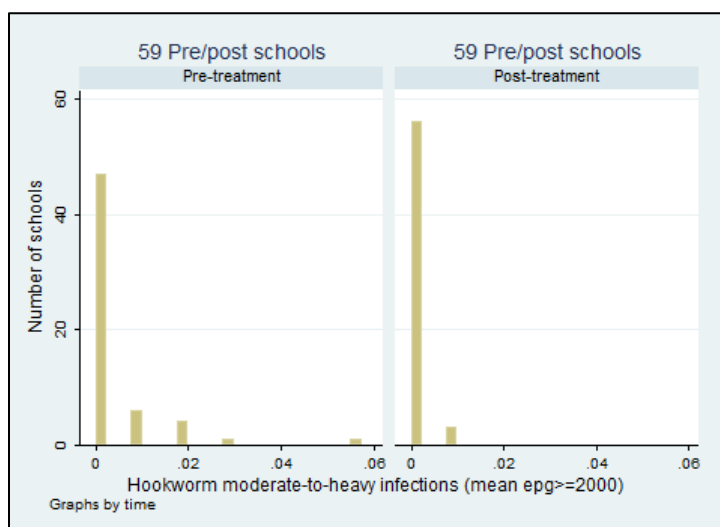 59 Pre/post schools
59 Pre/post schools
Pre-treatment
Post-treatment
Number of schools
60
40
20
0
0
.02
.04
.06
0
.02
.04
.06
Hookworm moderate-to-heavy infections (mean epg>=2000)
Graphs by time